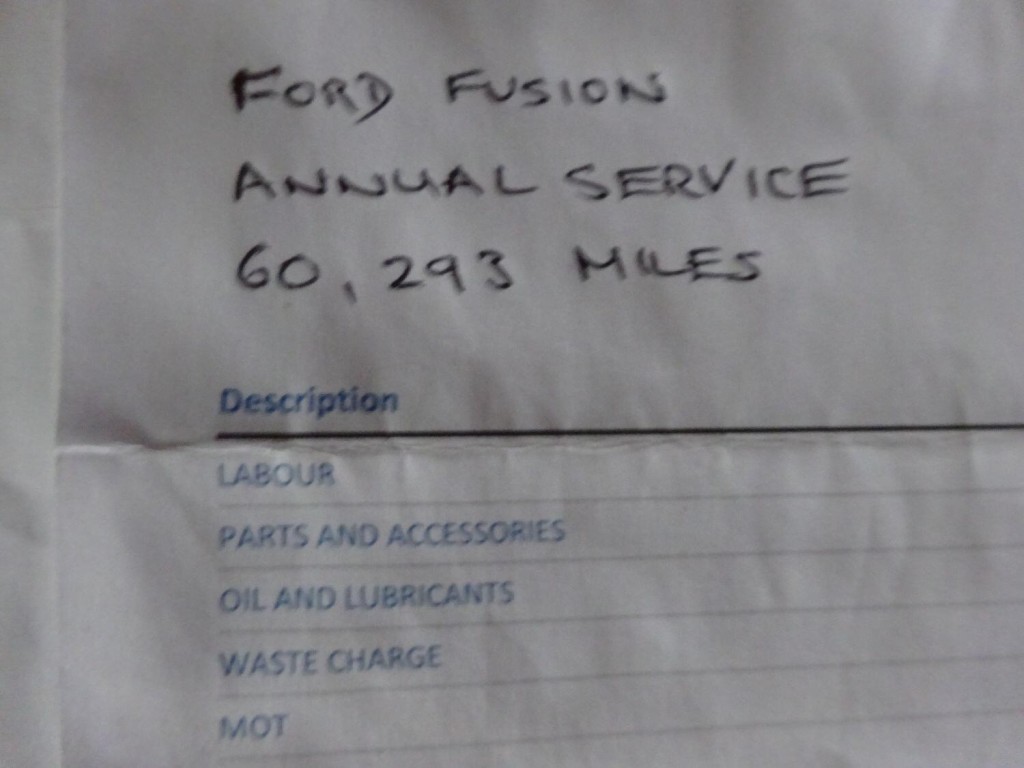 FORD FUSION
ANNUAL SERVICE
60,293 MILES
Description
LABOUR
PARTS AND ACCESSORIES
OIL AND LUBRICANTS
WASTE CHARGE
MOT